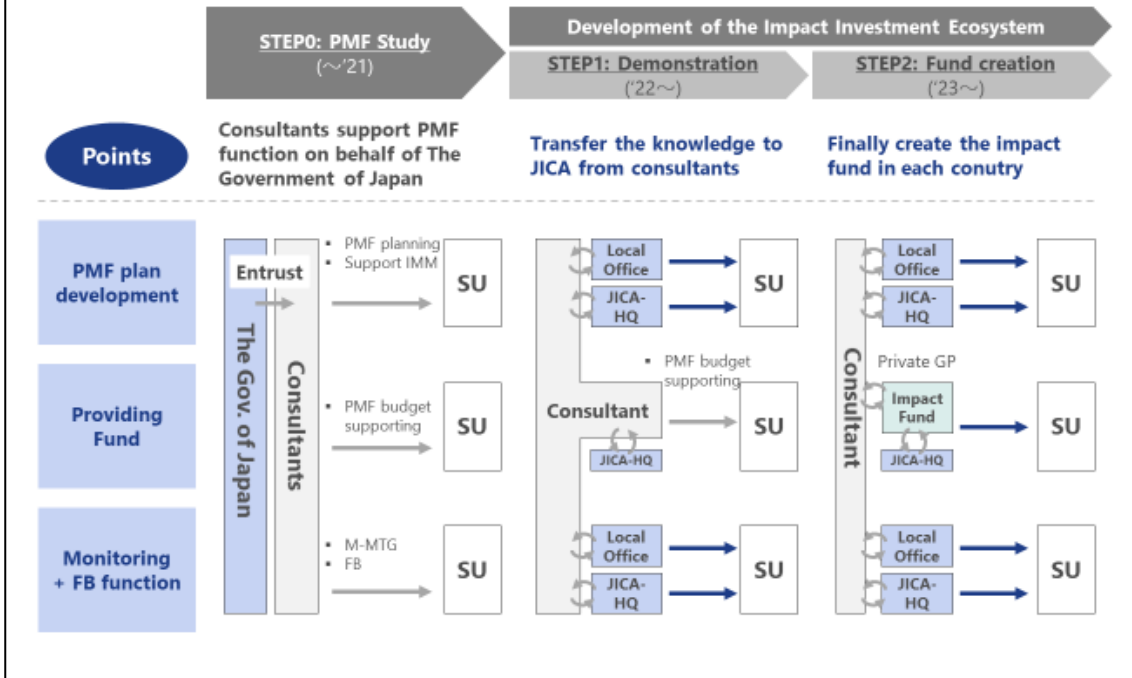 Development of the Impact Investment Ecosystem
STEP0: PMF Study
(～'21)
STEP1: Demonstration
('22～)
STEP2: Fund creation
('23～)
Points
Consultants support PMF
function on behalf of The
Government of Japan
Transfer the knowledge to
JICA from consultants
Finally create the impact
fund in each conutry
PMF plan
development
Entrust
The Gov. of Japan
Consultants
▪ PMF planning
▪ Support IMM
SU
Local
Office
JICA-
HQ
SU
Local
Office
JICA-
HQ
SU
Providing
Fund
▪ PMF budget
supporting
SU
Consultant
JICA-HQ
▪ PMF budget
supporting
SU
Consultant
Private GP
Impact
Fund
JICA-HQ
SU
Monitoring
+ FB function
▪ M-MTG
▪ FB
SU
Local
Office
JICA-
HQ
SU
Local
Office
JICA-
HQ
SU